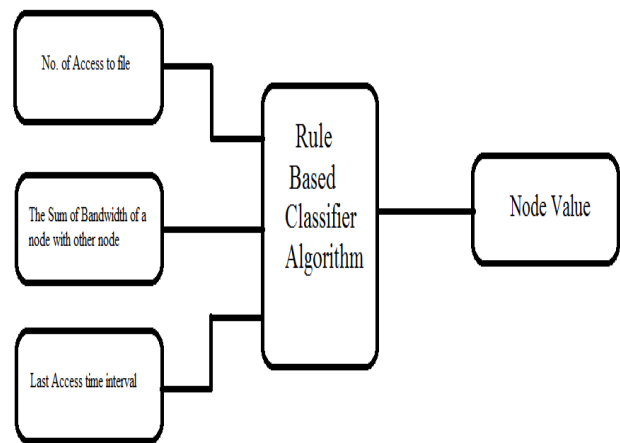 No. of Access to file
The Sum of Bandwidth of a
node with other node
Last Access time interval
Rule
Based
Classifier
Algorithm
Node Value